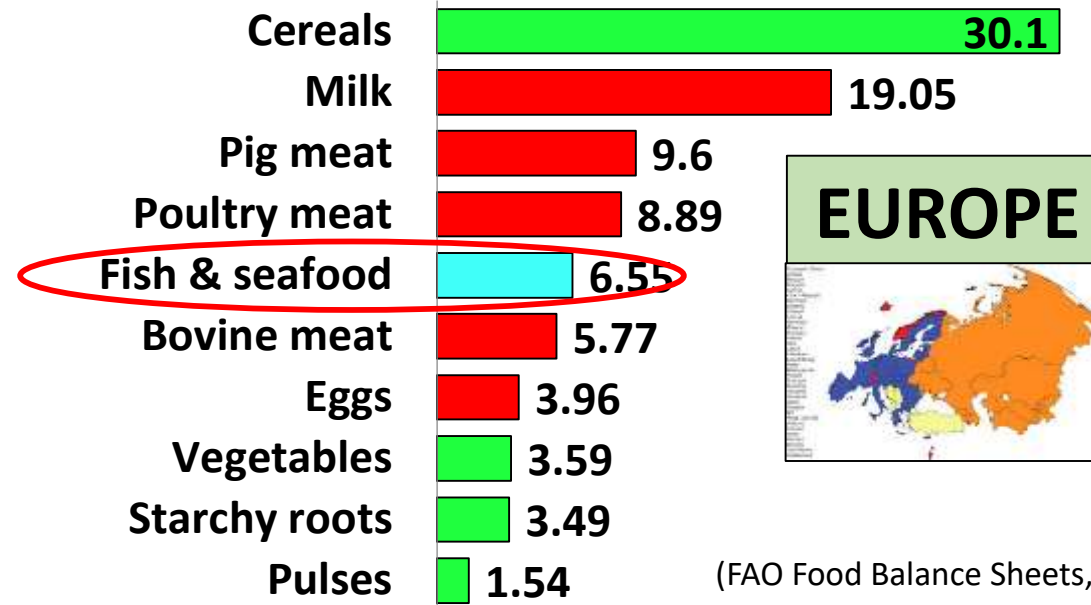 Cereals 30.1
Milk 19.05
Pig meat 9.6
Poultry meat 8.89
Fish & seafood 6.55
Bovine meat 5.77
Eggs 3.96
Vegetables 3.59
Starchy roots 3.49
Pulses 1.54
EUROPE
(FAO Food Balance Sheets,